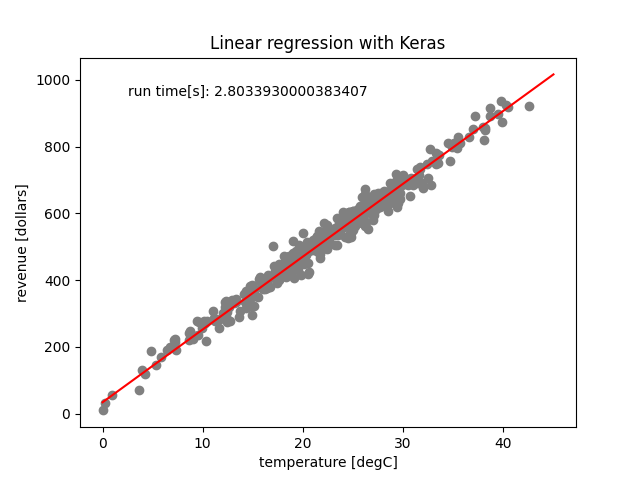 Linear regression with Keras
run time[s]: 2.8033930000383407
1000
800
600
400
200
0
revenue [dollars]
0 10 20 30 40
temperature [degC]